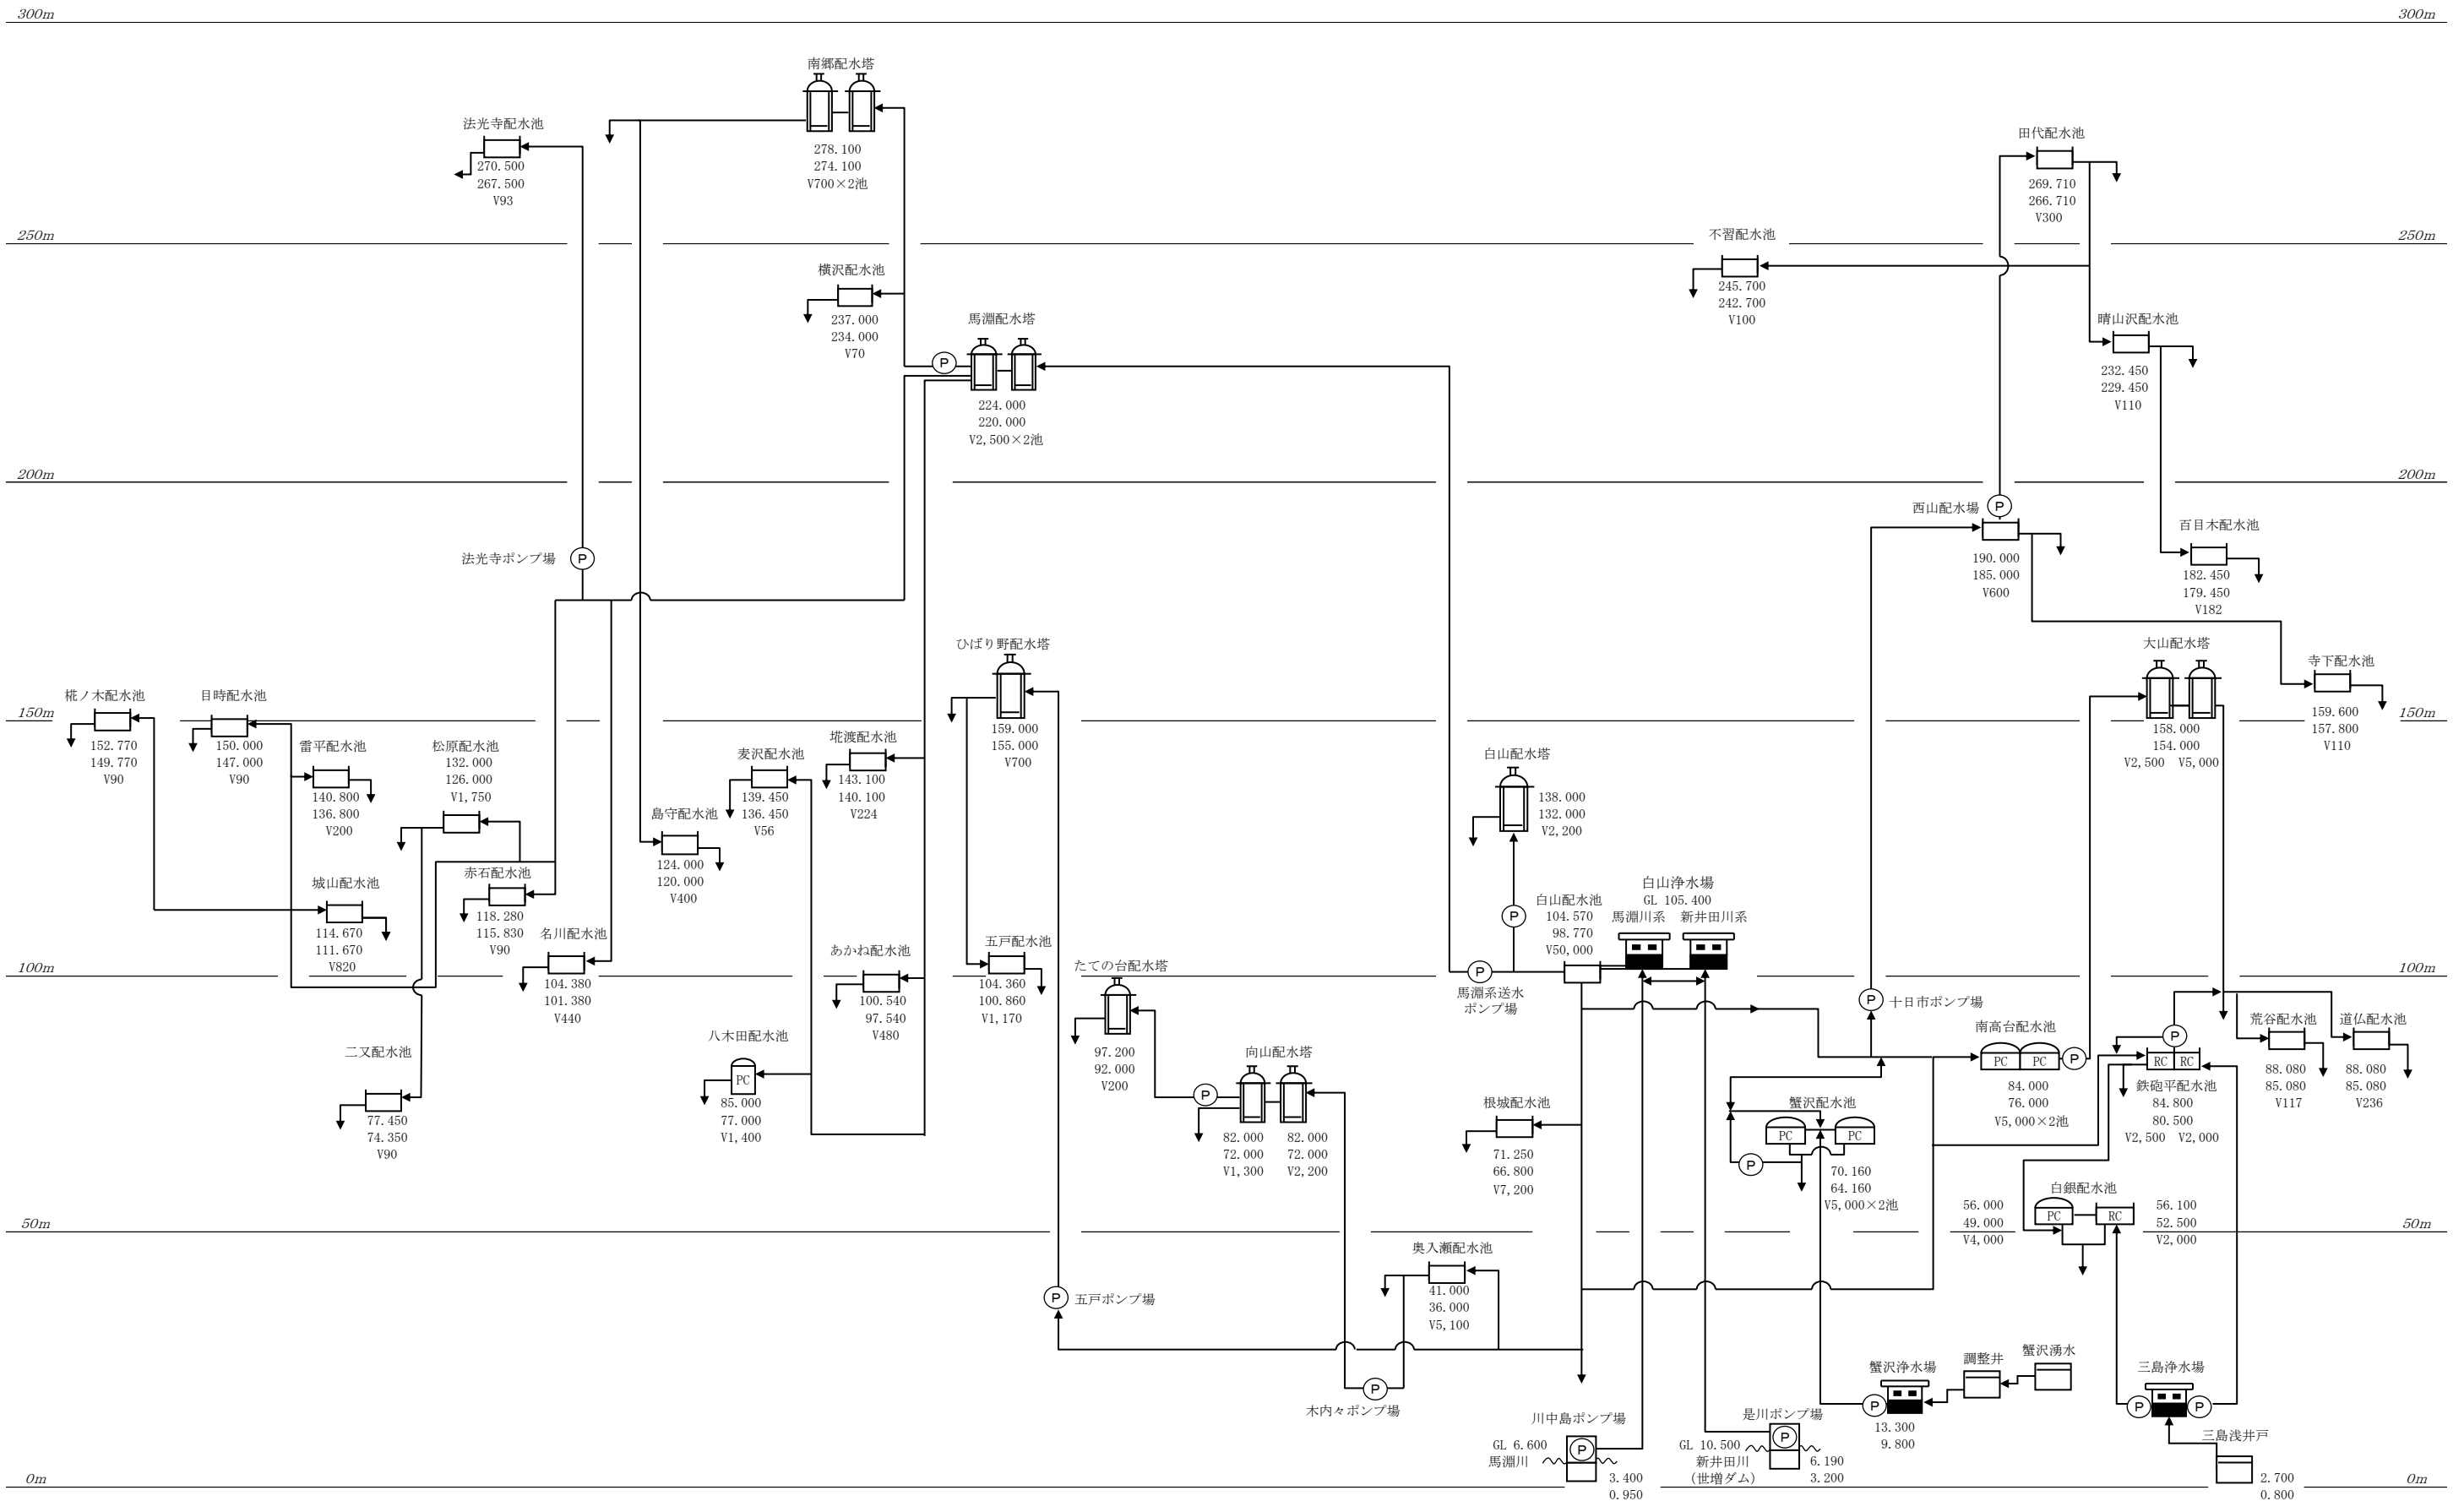 300m
300m
南郷配水塔
278.100
274.100
V700×2池
法光寺配水池
270.500
267.500
V93
田代配水池
269.710
266.710
V300
250m
250m
不習配水池
245.700
242.700
V100
横沢配水池
237.000
234.000
V70
馬淵配水塔
P
224.000
220.000
V2,500×2池
晴山沢配水池
232.450
229.450
V110
200m
200m
西山配水場
P
190.000
185.000
V600
百目木配水池
182.450
179.450
V182
法光寺ポンプ場
P
ひばり野配水塔
159.000
155.000
V700
大山配水塔
158.000
154.000
V2,500 V5,000
寺下配水池
159.600
157.800
V110
150m
150m
椛ノ木配水池
152.770
149.770
V90
目時配水池
150.000
147.000
V90
雷平配水池
140.800
136.800
V200
松原配水池
132.000
126.000
V1,750
麦沢配水池
139.450
136.450
V56
埖渡配水池
143.100
140.100
V224
島守配水池
124.000
120.000
V400
白山配水塔
138.000
132.000
V2,200
P
城山配水池
114.670
111.670
V820
赤石配水池
118.280
115.830
V90
名川配水池
104.380
101.380
V440
あかね配水池
100.540
97.540
V480
五戸配水池
104.360
100.860
V1,170
白山配水池
104.570
98.770
V50,000
白山浄水場
GL 105.400
馬淵川系 新井田川系
100m
100m
P
馬淵系送水
ポンプ場
P
十日市ポンプ場
たての台配水塔
97.200
92.000
V200
二又配水池
77.450
74.350
V90
八木田配水池
PC
85.000
77.000
V1,400
向山配水塔
P
82.000 82.000
72.000 72.000
V1,300 V2,200
根城配水池
71.250
66.800
V7,200
蟹沢配水池
PC PC
P
70.160
64.160
V5,000×2池
南高台配水池
PC PC
P
84.000
76.000
V5,000×2池
P
RC RC
鉄砲平配水池
84.800
80.500
V2,500 V2,000
荒谷配水池
88.080
85.080
V117
道仏配水池
88.080
85.080
V236
白銀配水池
PC RC
56.000
49.000
V4,000
56.100
52.500
V2,000
50m
50m
奥入瀬配水池
41.000
36.000
V5,100
P
五戸ポンプ場
P
木内々ポンプ場
川中島ポンプ場
P
GL 6.600
馬淵川
3.400
0.950
是川ポンプ場
P
GL 10.500
新井田川
(世増ダム)
6.190
3.200
蟹沢浄水場
P
13.300
9.800
調整井
蟹沢湧水
三島浄水場
P P
三島浅井戸
2.700
0.800
0m
0m